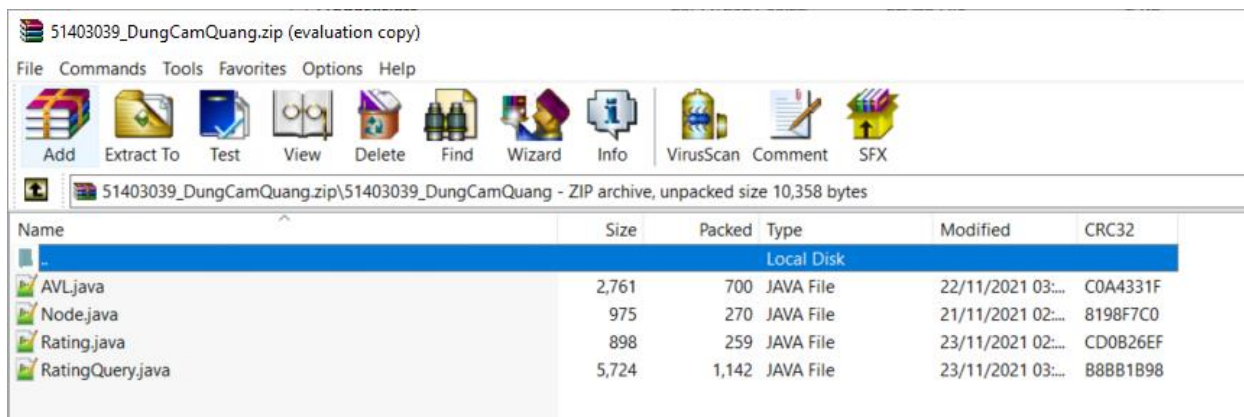 51403039_DungCamQuang.zip (evaluation copy)
File Commands Tools Favorites Options Help
Add Extract To Test View Delete Find Wizard Info VirusScan Comment SFX
51403039_DungCamQuang.zip\51403039_DungCamQuang - ZIP archive, unpacked size 10,358 bytes
Name Size Packed Type Modified CRC32
.. Local Disk
AVL.java 2,761 700 JAVA File 22/11/2021 03:... C0A4331F
Node.java 975 270 JAVA File 21/11/2021 02:... 8198F7C0
Rating.java 898 259 JAVA File 23/11/2021 02:... CD0B26EF
RatingQuery.java 5,724 1,142 JAVA File 23/11/2021 03:... B8BB1B98